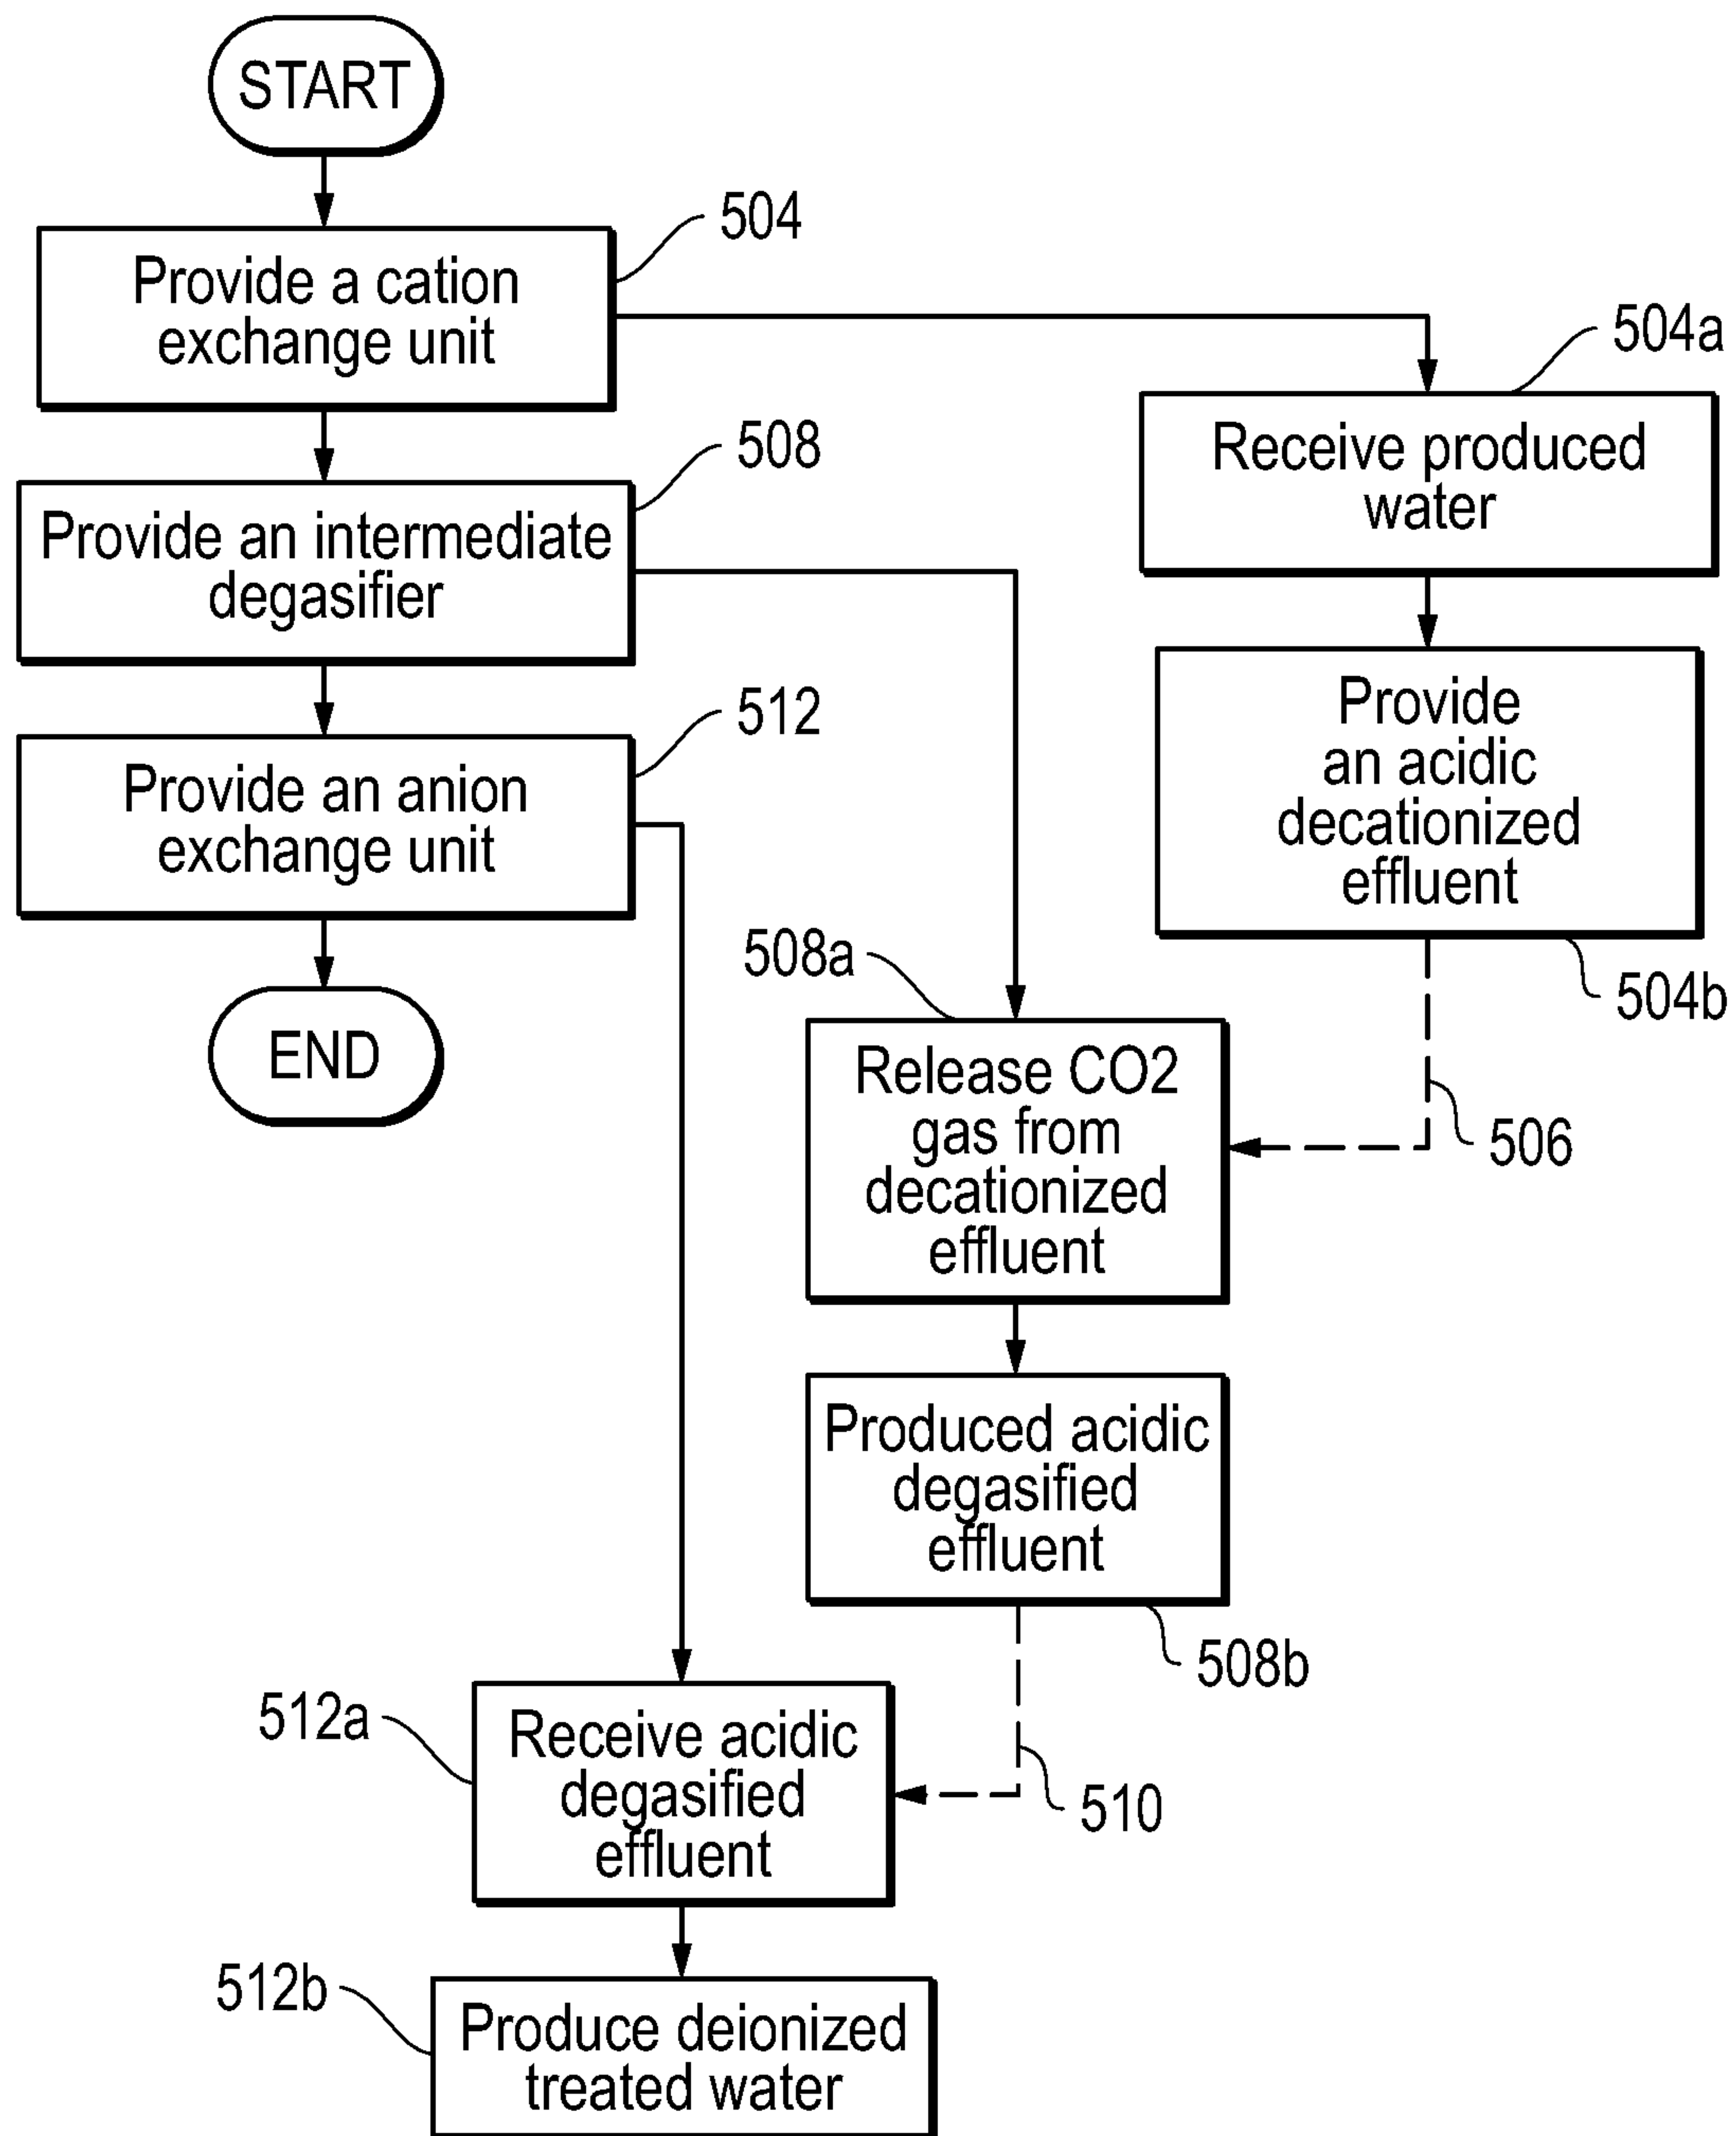 START
504
Provide a cation
exchange unit
504a
Receive produced
water
508
Provide an intermediate
degasifier
Provide
an acidic
decationized
effluent
504b
512
Provide an anion
exchange unit
END
508a
Release CO2
gas from
decationized
effluent
506
Produced acidic
degasified
effluent
508b
512a
Receive acidic
degasified
effluent
510
512b
Produce deionized
treated water